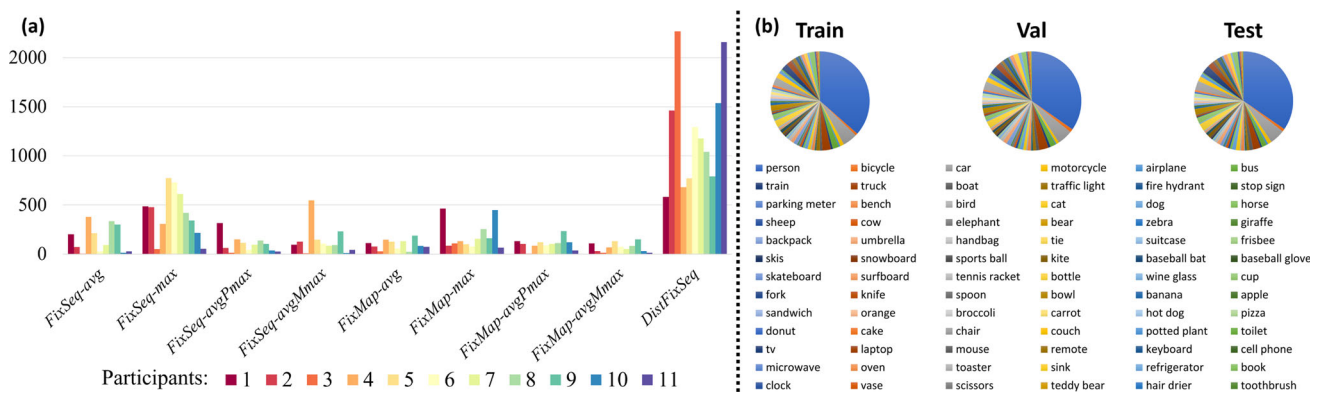 (a)
2000
1500
1000
500
0
FixSeq-avg
FixSeq-max
FixSeq-avgPmax
FixSeq-avgMmax
FixMap-avg
FixMap-max
FixMap-avgPmax
FixMap-avgMmax
DistFixSeq
Participants: 1 2 3 4 5 6 7 8 9 10 11
(b)
Train Val Test
person bicycle car motorcycle airplane bus
train truck boat traffic light fire hydrant stop sign
parking meter bench bird cat dog horse
sheep cow elephant bear zebra giraffe
backpack umbrella handbag tie suitcase frisbee
skis snowboard sports ball kite baseball bat baseball glove
skateboard surfboard tennis racket bottle wine glass cup
fork knife spoon bowl banana apple
sandwich orange broccoli carrot hot dog pizza
donut cake chair couch potted plant toilet
tv laptop mouse remote keyboard cell phone
microwave oven toaster sink refrigerator book
clock vase scissors teddy bear hair drier toothbrush